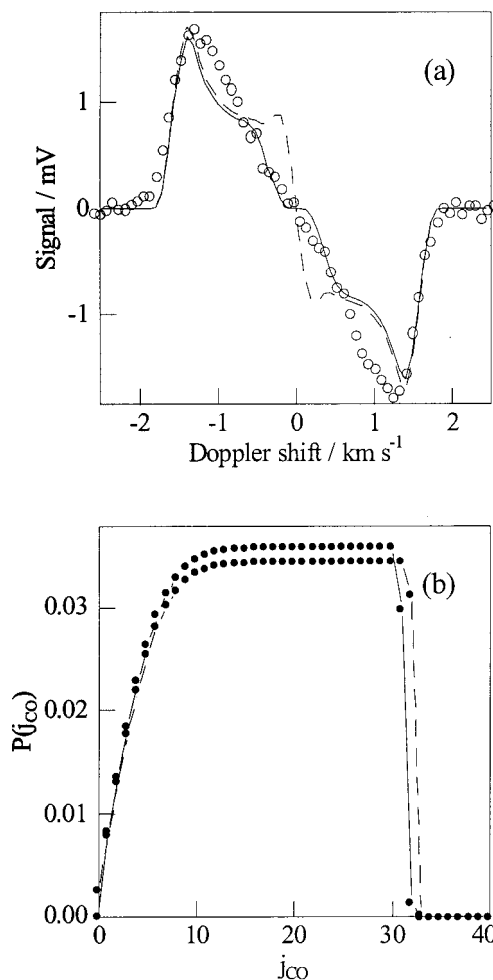 (a)
1
0
-1
Signal / mV
-2 -1 0 1 2
Doppler shift / km s⁻¹
(b)
0.03
0.02
0.01
0.00
P(jCO)
0 10 20 30 40
jCO